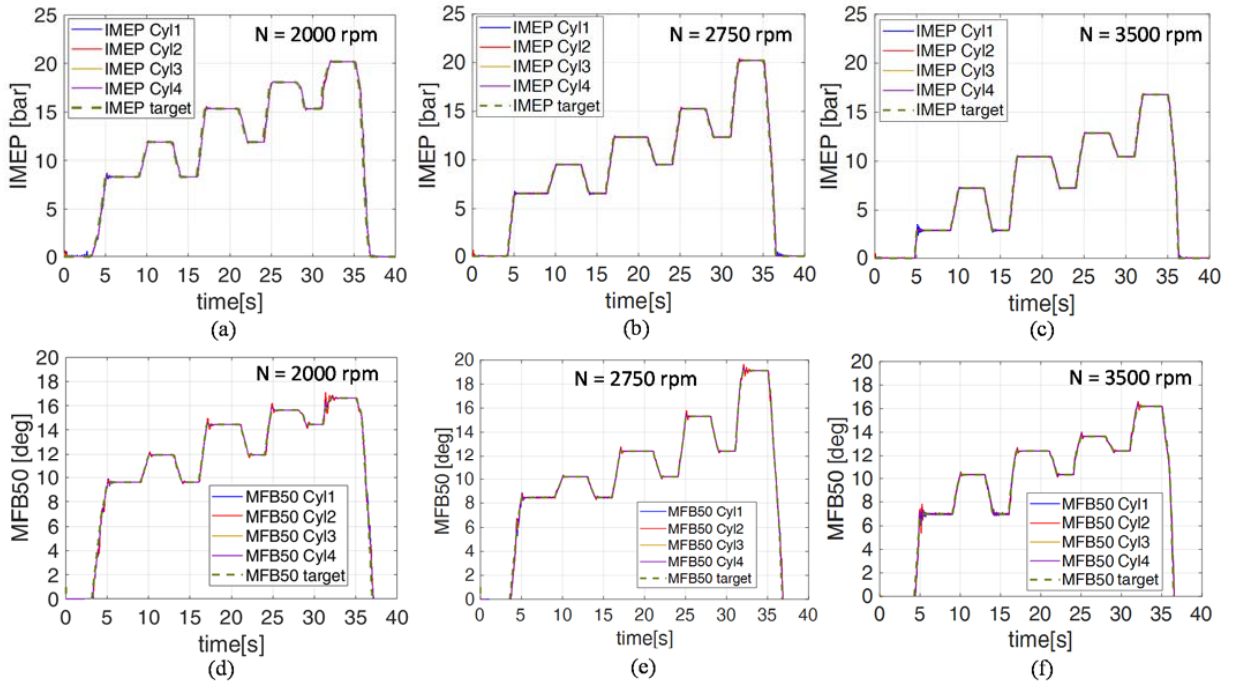 IMEP Cyl1
IMEP Cyl2
IMEP Cyl3
IMEP Cyl4
IMEP target
N = 2000 rpm
IMEP [bar]
25
20
15
10
5
0
0 5 10 15 20 25 30 35 40
time[s]
(a)
IMEP Cyl1
IMEP Cyl2
IMEP Cyl3
IMEP Cyl4
IMEP target
N = 2750 rpm
IMEP [bar]
25
20
15
10
5
0
0 5 10 15 20 25 30 35 40
time[s]
(b)
IMEP Cyl1
IMEP Cyl2
IMEP Cyl3
IMEP Cyl4
IMEP target
N = 3500 rpm
IMEP [bar]
25
20
15
10
5
0
0 5 10 15 20 25 30 35 40
time[s]
(c)
N = 2000 rpm
MFB50 [deg]
20
18
16
14
12
10
8
6
4
2
0
MFB50 Cyl1
MFB50 Cyl2
MFB50 Cyl3
MFB50 Cyl4
MFB50 target
0 5 10 15 20 25 30 35 40
time[s]
(d)
N = 2750 rpm
MFB50 [deg]
20
18
16
14
12
10
8
6
4
2
0
MFB50 Cyl1
MFB50 Cyl2
MFB50 Cyl3
MFB50 Cyl4
MFB50 target
0 5 10 15 20 25 30 35 40
time[s]
(e)
N = 3500 rpm
MFB50 [deg]
20
18
16
14
12
10
8
6
4
2
0
MFB50 Cyl1
MFB50 Cyl2
MFB50 Cyl3
MFB50 Cyl4
MFB50 target
0 5 10 15 20 25 30 35 40
time[s]
(f)